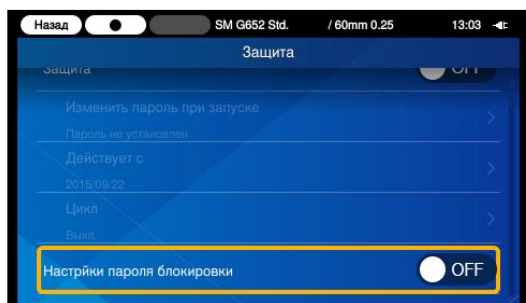 Назад SM G652 Std. / 60mm 0.25 13:03
Защита
Защита OFF
Изменить пароль при запуске
Пароль не установлен
Действует с
2015/09/22
Цикл
Выкл.
Настрйки пароля блокировки OFF